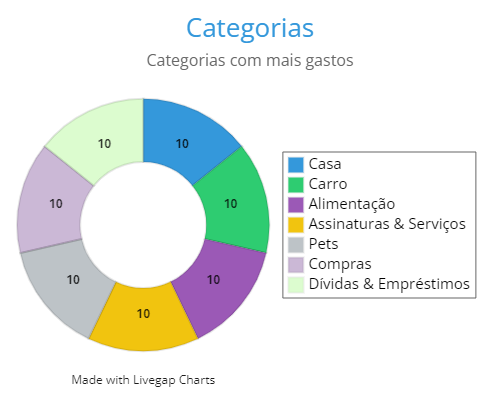 Categorias
Categorias com mais gastos
10
10
10
10
10
10
10
Casa
Carro
Alimentação
Assinaturas & Serviços
Pets
Compras
Dívidas & Empréstimos
Made with Livegap Charts